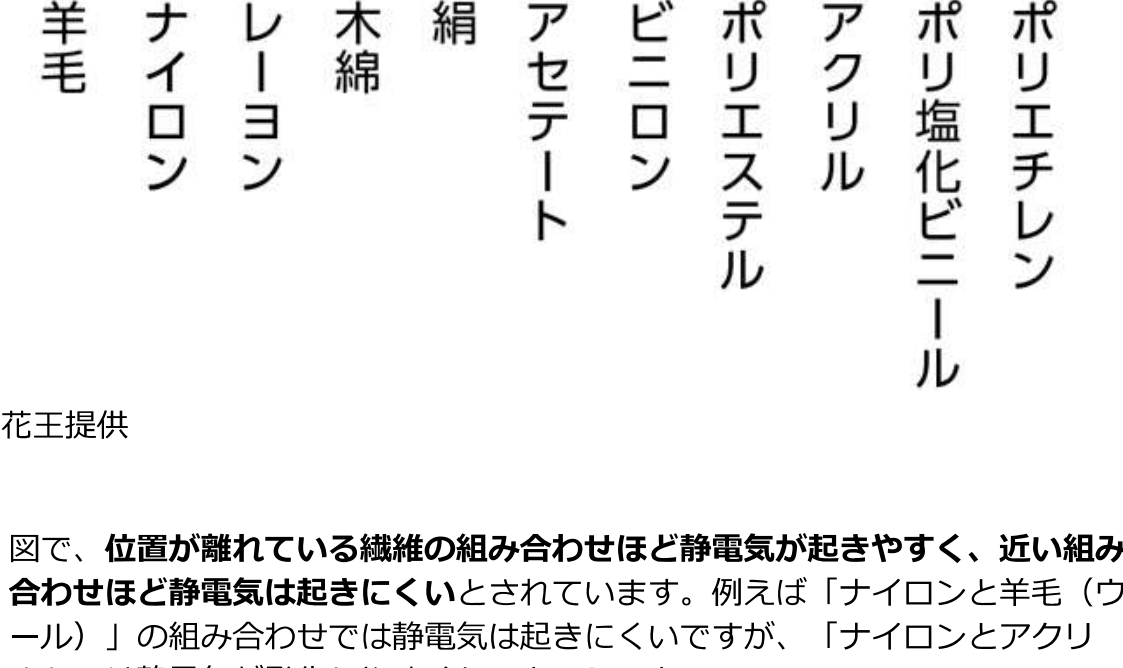 羊毛
ナイロン
レーヨン
木綿
絹
アセテート
ビニロン
ポリエステル
アクリル
ポリ塩化ビニール
ポリエチレン
花王提供
図で、位置が離れている繊維の組み合わせほど静電気が起きやすく、近い組み
合わせほど静電気は起きにくいとされています。例えば「ナイロンと羊毛（ウ
ール）」の組み合わせでは静電気は起きにくいですが、「ナイロンとアクリ